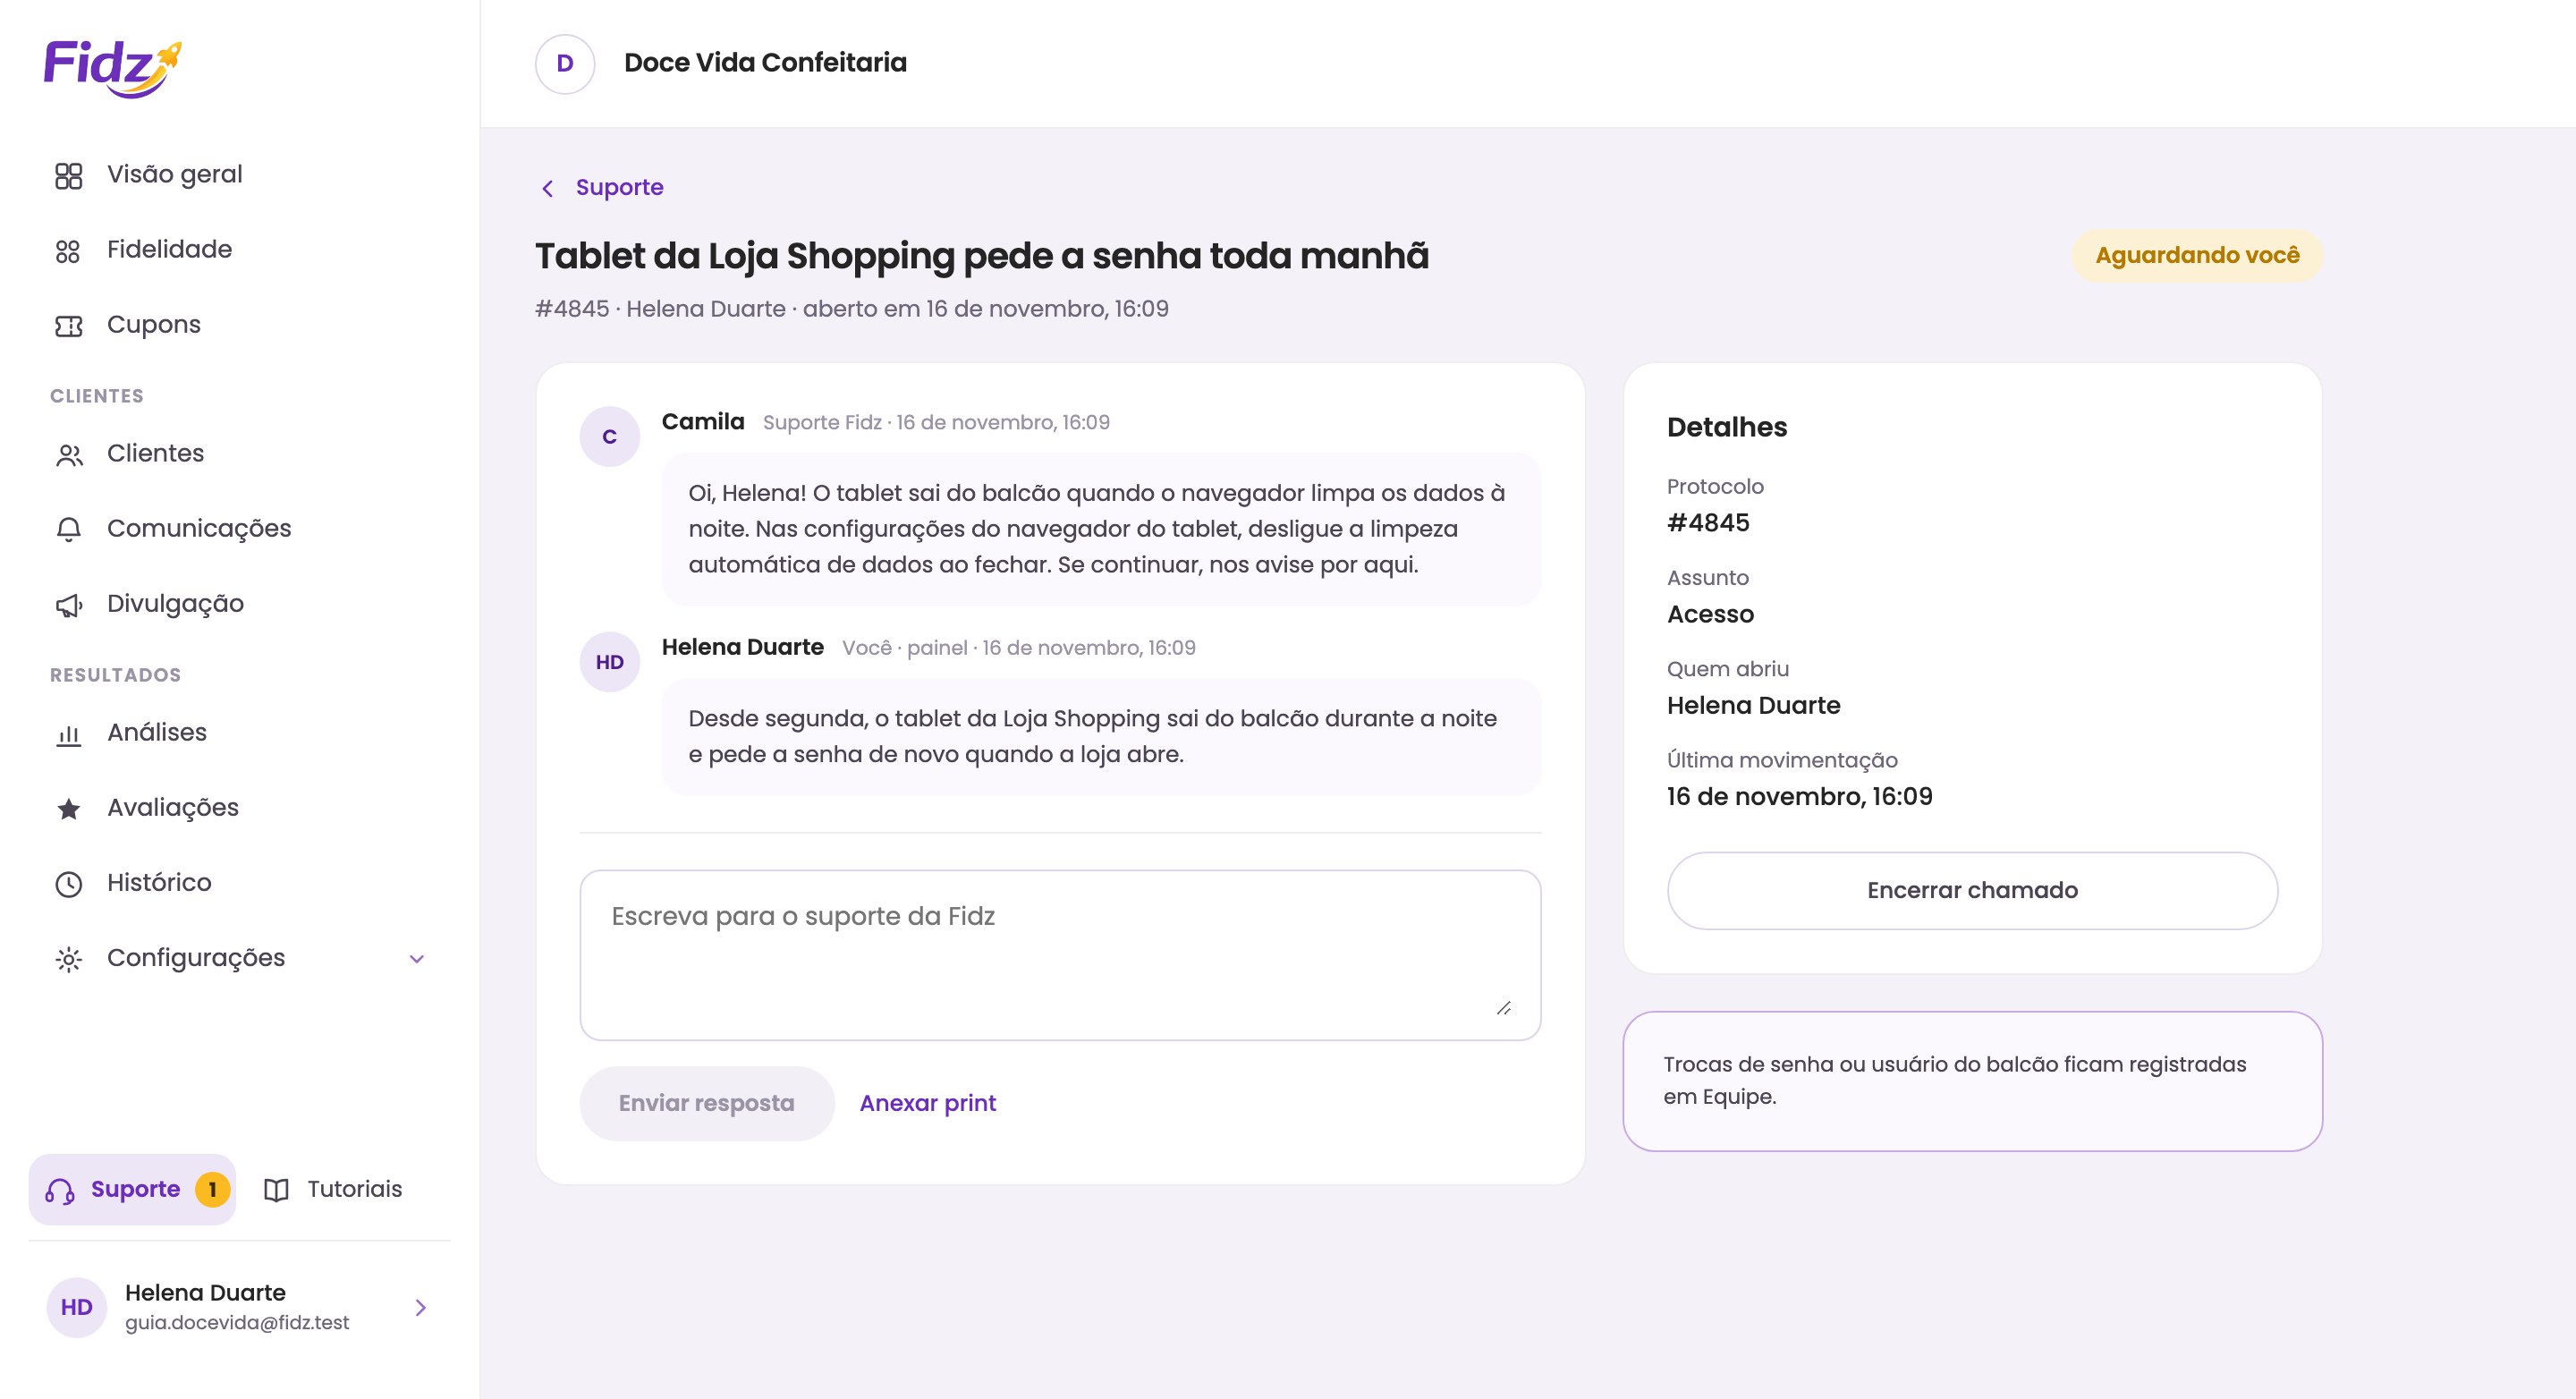 Fidz
Visão geral
Fidelidade
Cupons
CLIENTES
Clientes
Comunicações
Divulgação
RESULTADOS
Análises
Avaliações
Histórico
Configurações
Suporte 1
Tutoriais
HD
Helena Duarte
guia.docevida@fidz.test
D
Doce Vida Confeitaria
Suporte
Tablet da Loja Shopping pede a senha toda manhã
Aguardando você
#4845 · Helena Duarte · aberto em 16 de novembro, 16:09
C
Camila Suporte Fidz · 16 de novembro, 16:09
Oi, Helena! O tablet sai do balcão quando o navegador limpa os dados à
noite. Nas configurações do navegador do tablet, desligue a limpeza
automática de dados ao fechar. Se continuar, nos avise por aqui.
HD
Helena Duarte Você · painel · 16 de novembro, 16:09
Desde segunda, o tablet da Loja Shopping sai do balcão durante a noite
e pede a senha de novo quando a loja abre.
Escreva para o suporte da Fidz
Enviar resposta
Anexar print
Detalhes
Protocolo
#4845
Assunto
Acesso
Quem abriu
Helena Duarte
Última movimentação
16 de novembro, 16:09
Encerrar chamado
Trocas de senha ou usuário do balcão ficam registradas
em Equipe.